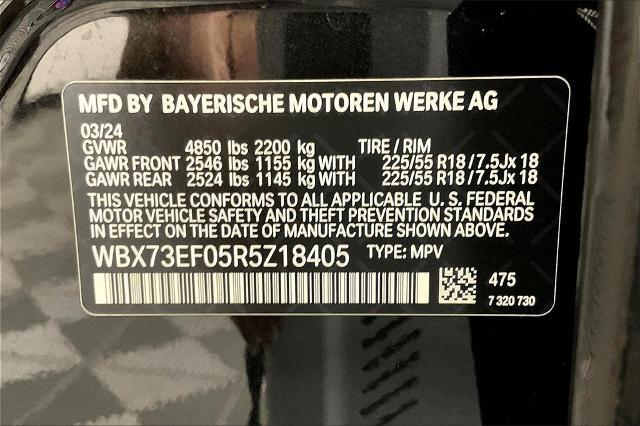 MFD BY BAYERISCHE MOTOREN WERKE AG
03/24
GVWR 4850 lbs 2200 kg TIRE / RIM
GAWR FRONT 2546 lbs 1155 kg WITH 225/55 R18 / 7.5Jx 18
GAWR REAR 2524 lbs 1145 kg WITH 225/55 R18 / 7.5Jx 18
THIS VEHICLE CONFORMS TO ALL APPLICABLE U. S. FEDERAL
MOTOR VEHICLE SAFETY AND THEFT PREVENTION STANDARDS
IN EFFECT ON THE DATE OF MANUFACTURE SHOWN ABOVE.
WBX73EF05R5Z18405 TYPE: MPV
475
7 320 730